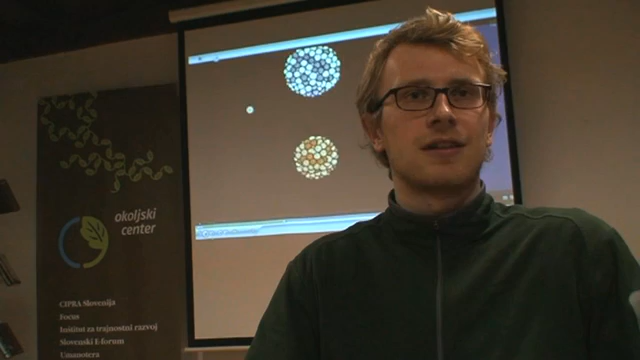 okoljski
center
CIPRA Slovenija
Focus
Inštitut za trajnostni razvoj
Slovenski E-forum
Umanotera